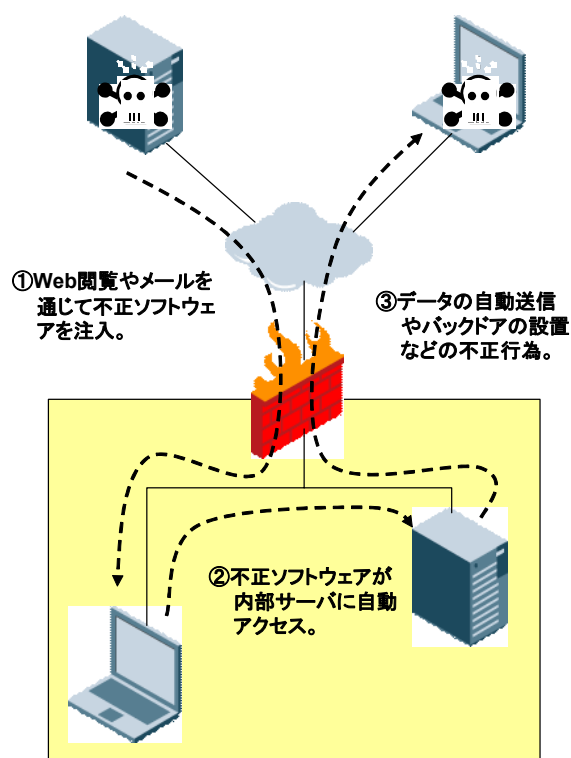 ①Web閲覧やメールを
通じて不正ソフトウェ
アを注入。
③データの自動送信
やバックドアの設置
などの不正行為。
②不正ソフトウェアが
内部サーバに自動
アクセス。